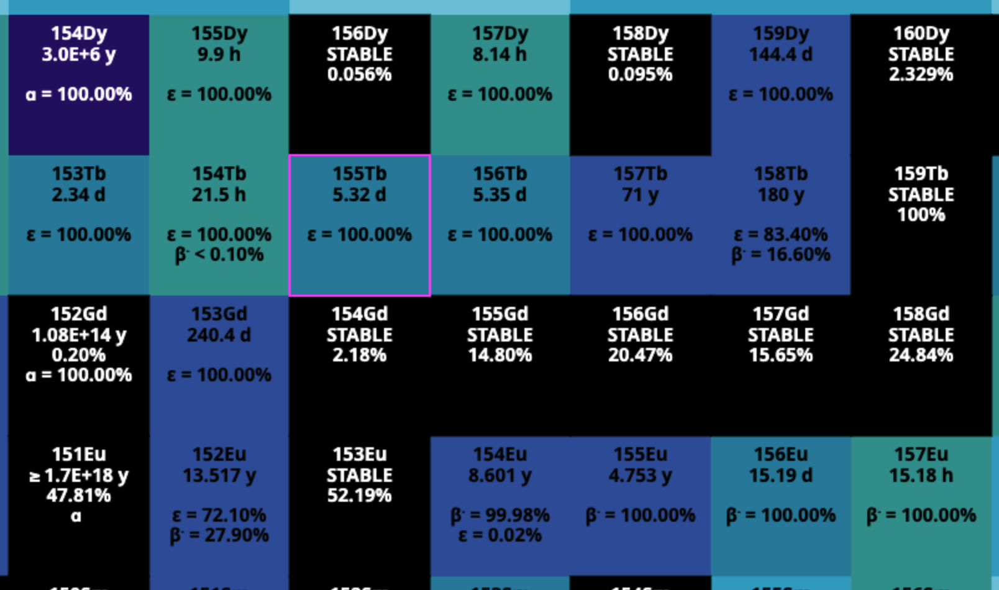 154Dy
3.0E+6 y
α = 100.00%
155Dy
9.9 h
ε = 100.00%
156Dy
STABLE
0.056%
157Dy
8.14 h
ε = 100.00%
158Dy
STABLE
0.095%
159Dy
144.4 d
ε = 100.00%
160Dy
STABLE
2.329%
153Tb
2.34 d
ε = 100.00%
154Tb
21.5 h
ε = 100.00%
β⁻ < 0.10%
155Tb
5.32 d
ε = 100.00%
156Tb
5.35 d
ε = 100.00%
157Tb
71 y
ε = 100.00%
158Tb
180 y
ε = 83.40%
β⁻ = 16.60%
159Tb
STABLE
100%
152Gd
1.08E+14 y
0.20%
α = 100.00%
153Gd
240.4 d
ε = 100.00%
154Gd
STABLE
2.18%
155Gd
STABLE
14.80%
156Gd
STABLE
20.47%
157Gd
STABLE
15.65%
158Gd
STABLE
24.84%
151Eu
≥ 1.7E+18 y
47.81%
α
152Eu
13.517 y
ε = 72.10%
β⁻ = 27.90%
153Eu
STABLE
52.19%
154Eu
8.601 y
β⁻ = 99.98%
ε = 0.02%
155Eu
4.753 y
β⁻ = 100.00%
156Eu
15.19 d
β⁻ = 100.00%
157Eu
15.18 h
β⁻ = 100.00%